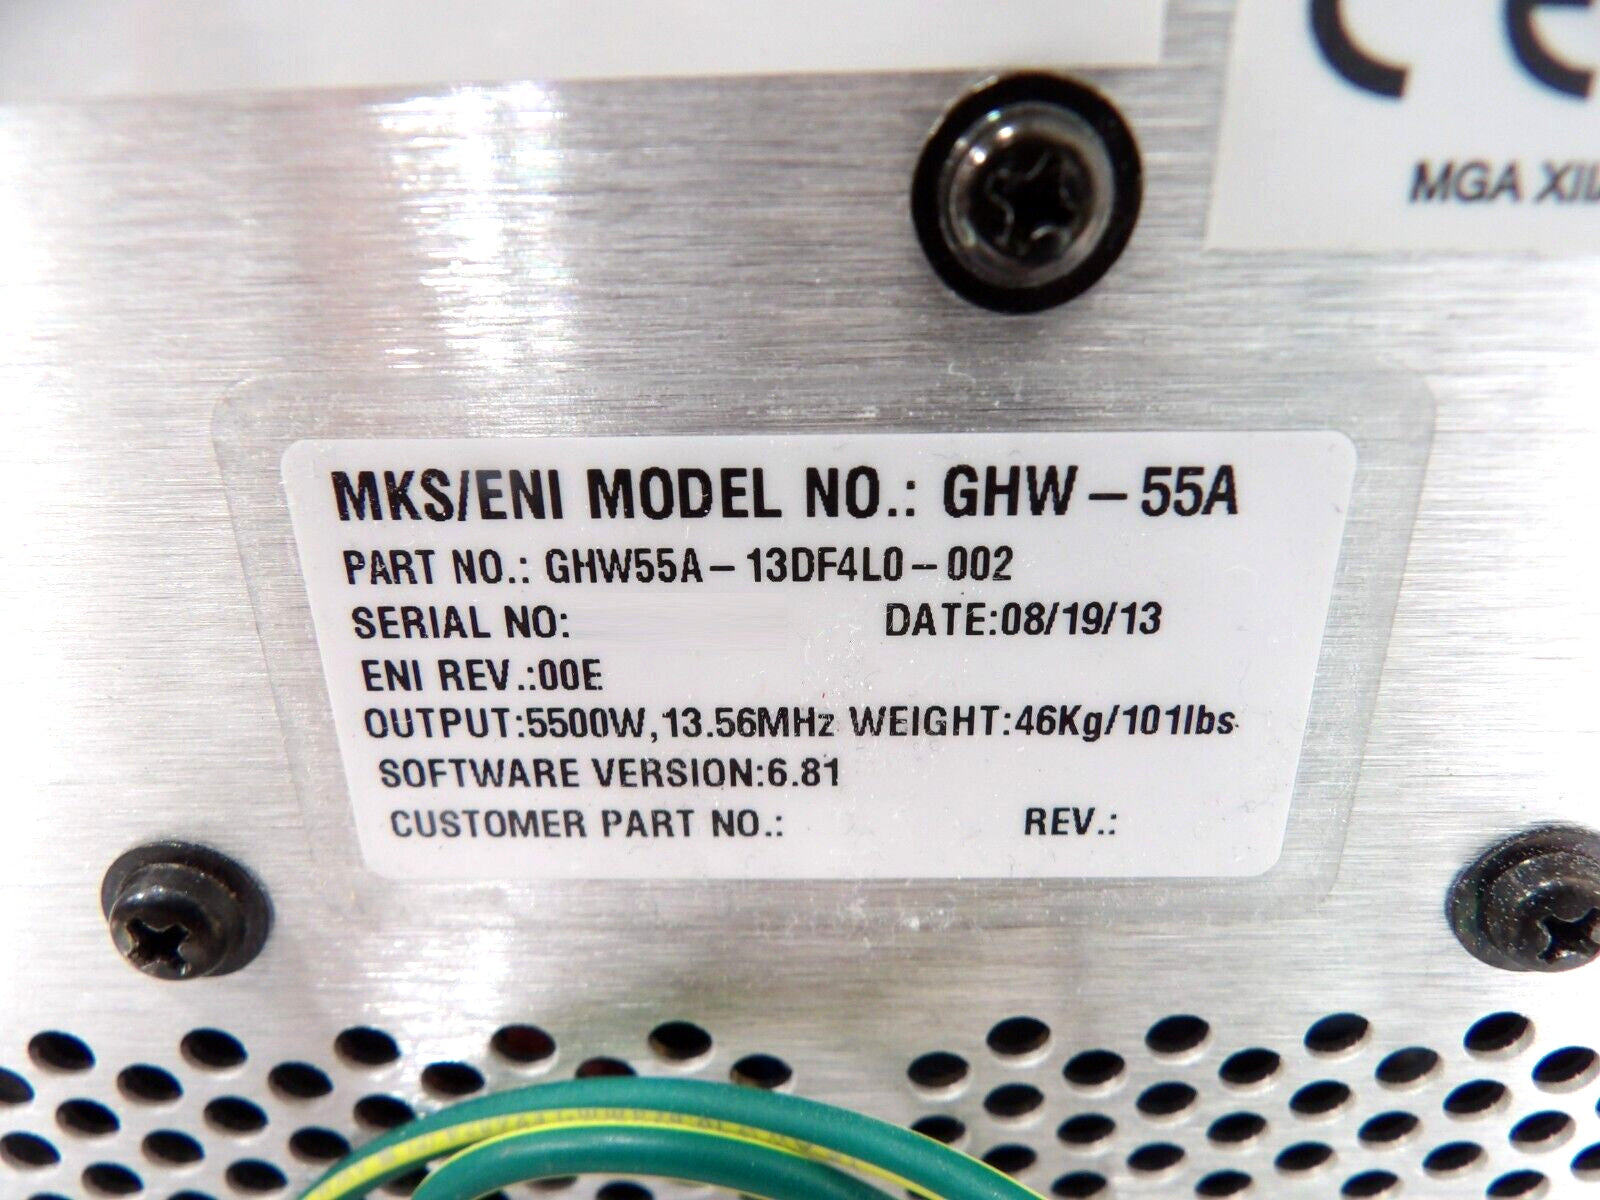 CE
MGA
MKS/ENI MODEL NO.: GHW-55A
PART NO.: GHW55A-13DF4L0-002
SERIAL NO: DATE:08/19/13
ENI REV.:00E
OUTPUT:5500W,13.56MHz WEIGHT:46Kg/101lbs
SOFTWARE VERSION:6.81
CUSTOMER PART NO.: REV.: